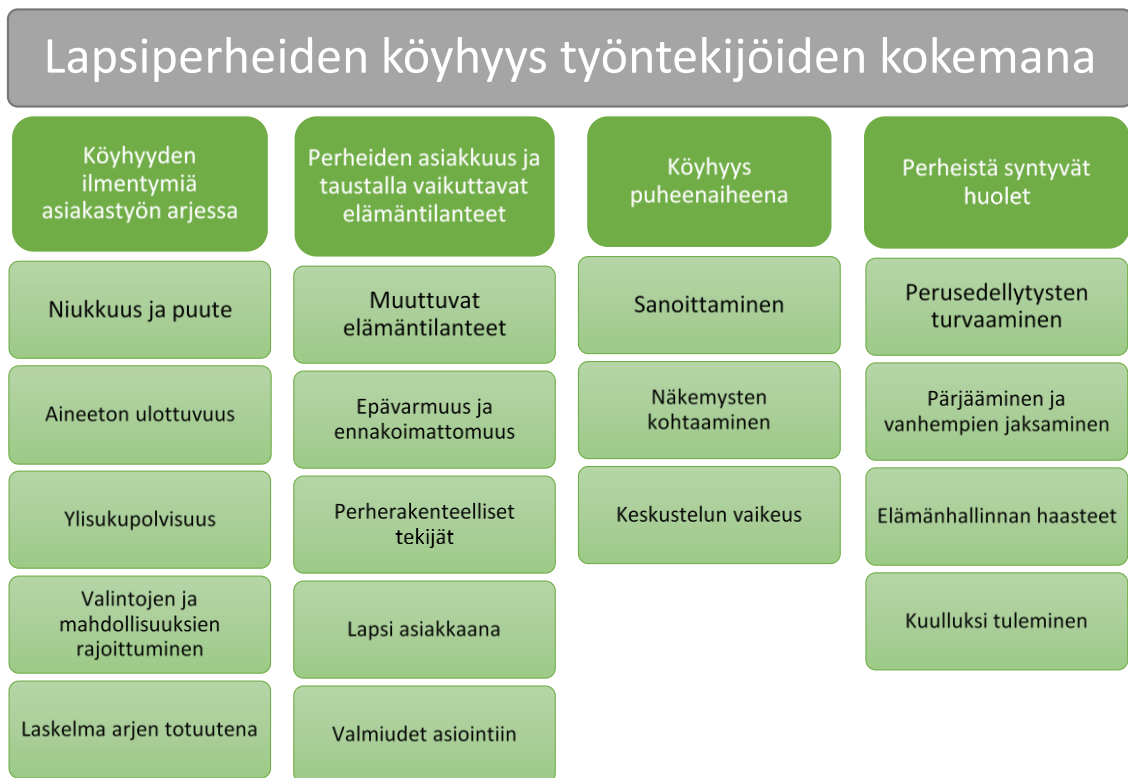 Lapsiperheiden köyhyys työntekijöiden kokemana
Köyhyyden
ilmentymiä
asiakastyön arjessa
Niukkuus ja puute
Aineeton ulottuvuus
Ylisukupolvisuus
Valintojen ja
mahdollisuuksien
rajoittuminen
Laskelma arjen totuutena
Perheiden asiakkuus ja
taustalla vaikuttavat
elämäntilanteet
Muuttuvat
elämäntilanteet
Epävarmuus ja
ennakoimattomuus
Perherakenteelliset
tekijät
Lapsi asiakkaana
Valmiudet asiointiin
Köyhyys
puheenaiheena
Sanoittaminen
Näkemysten
kohtaaminen
Keskustelun vaikeus
Perheistä syntyvät
huolet
Perusedellytysten
turvaaminen
Pärjääminen ja
vanhempien jaksaminen
Elämänhallinnan haasteet
Kuulluksi tuleminen